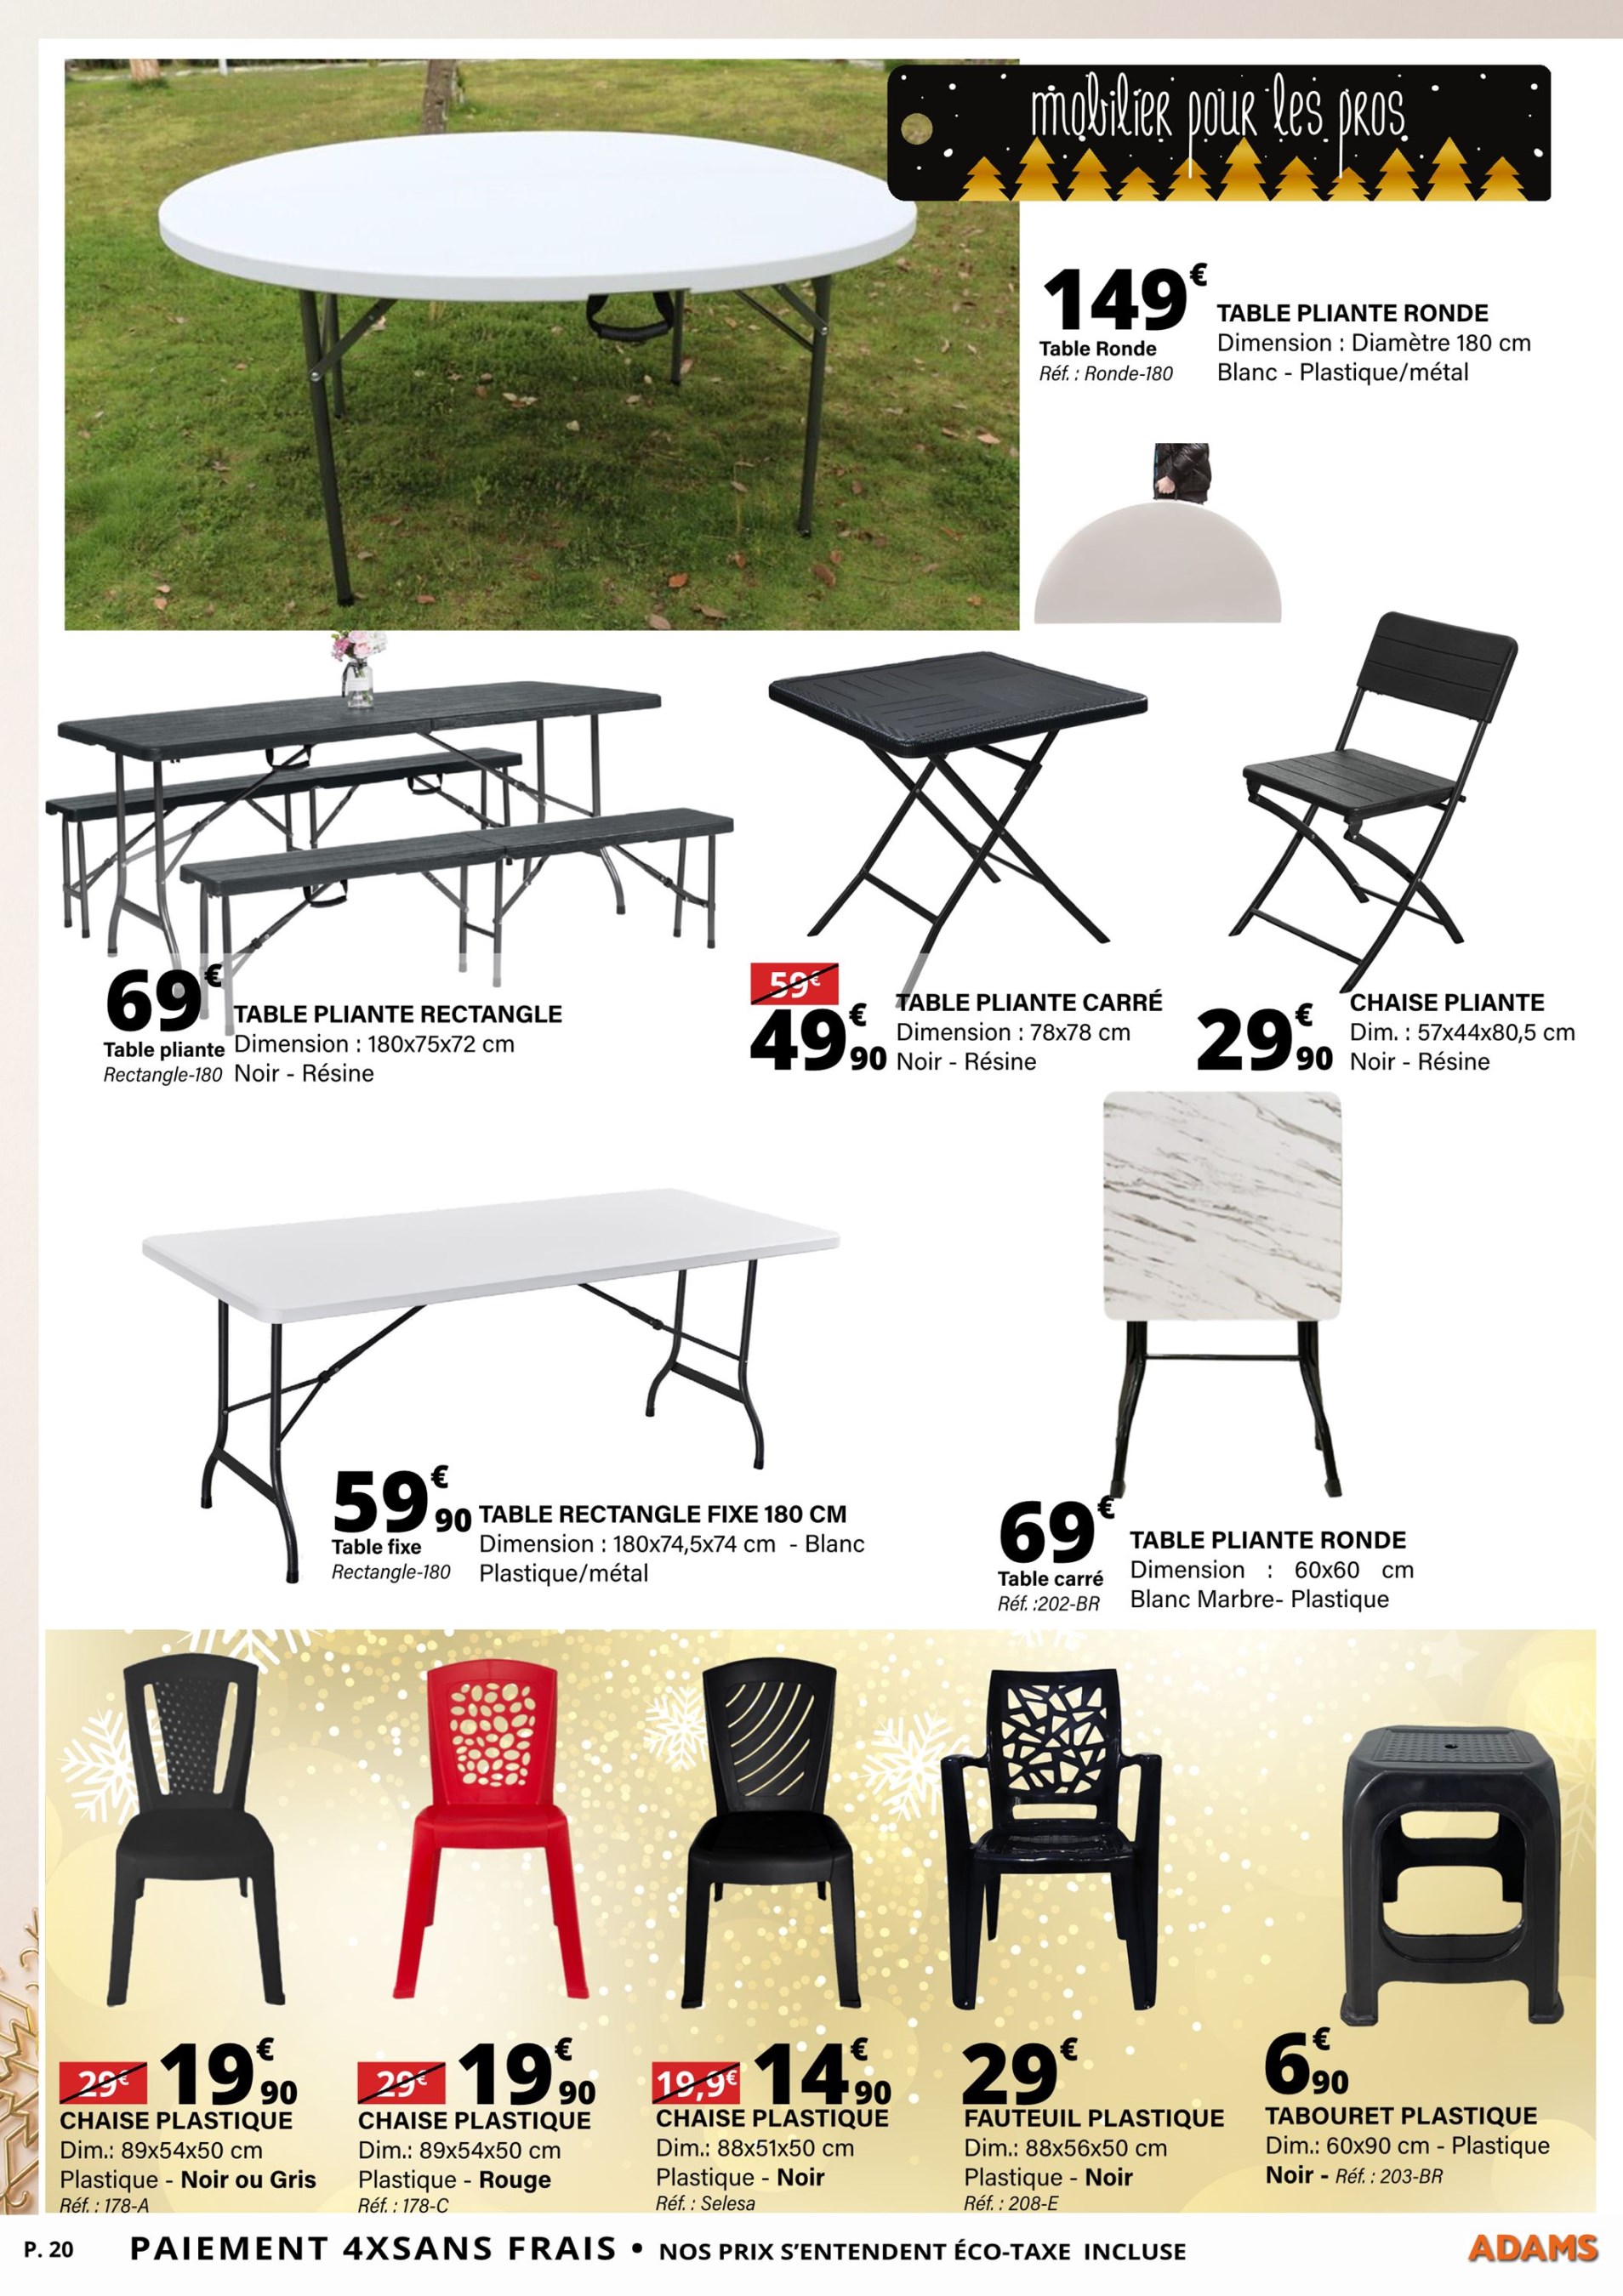 mobilier pour les pros
149€
Table Ronde
Réf. : Ronde-180
TABLE PLIANTE RONDE
Dimension : Diamètre 180 cm
Blanc - Plastique/métal
69€
Table pliante
Rectangle-180
TABLE PLIANTE RECTANGLE
Dimension : 180x75x72 cm
Noir - Résine
59€
49€90
TABLE PLIANTE CARRÉ
Dimension : 78x78 cm
Noir - Résine
29€90
CHAISE PLIANTE
Dim. : 57x44x80,5 cm
Noir - Résine
59€90
Table fixe
Rectangle-180
TABLE RECTANGLE FIXE 180 CM
Dimension : 180x74,5x74 cm - Blanc
Plastique/métal
69€
Table carré
Réf. :202-BR
TABLE PLIANTE RONDE
Dimension : 60x60 cm
Blanc Marbre- Plastique
29€ 19€90
CHAISE PLASTIQUE
Dim.: 89x54x50 cm
Plastique - Noir ou Gris
Réf. : 178-A
29€ 19€90
CHAISE PLASTIQUE
Dim.: 89x54x50 cm
Plastique - Rouge
Réf. : 178-C
19,9€ 14€90
CHAISE PLASTIQUE
Dim.: 88x51x50 cm
Plastique - Noir
Réf. : Selesa
29€
FAUTEUIL PLASTIQUE
Dim.: 88x56x50 cm
Plastique - Noir
Réf. : 208-E
6€90
TABOURET PLASTIQUE
Dim.: 60x90 cm - Plastique
Noir - Réf. : 203-BR
P. 20 PAIEMENT 4XSANS FRAIS • NOS PRIX S'ENTENDENT ÉCO-TAXE INCLUSE ADAMS